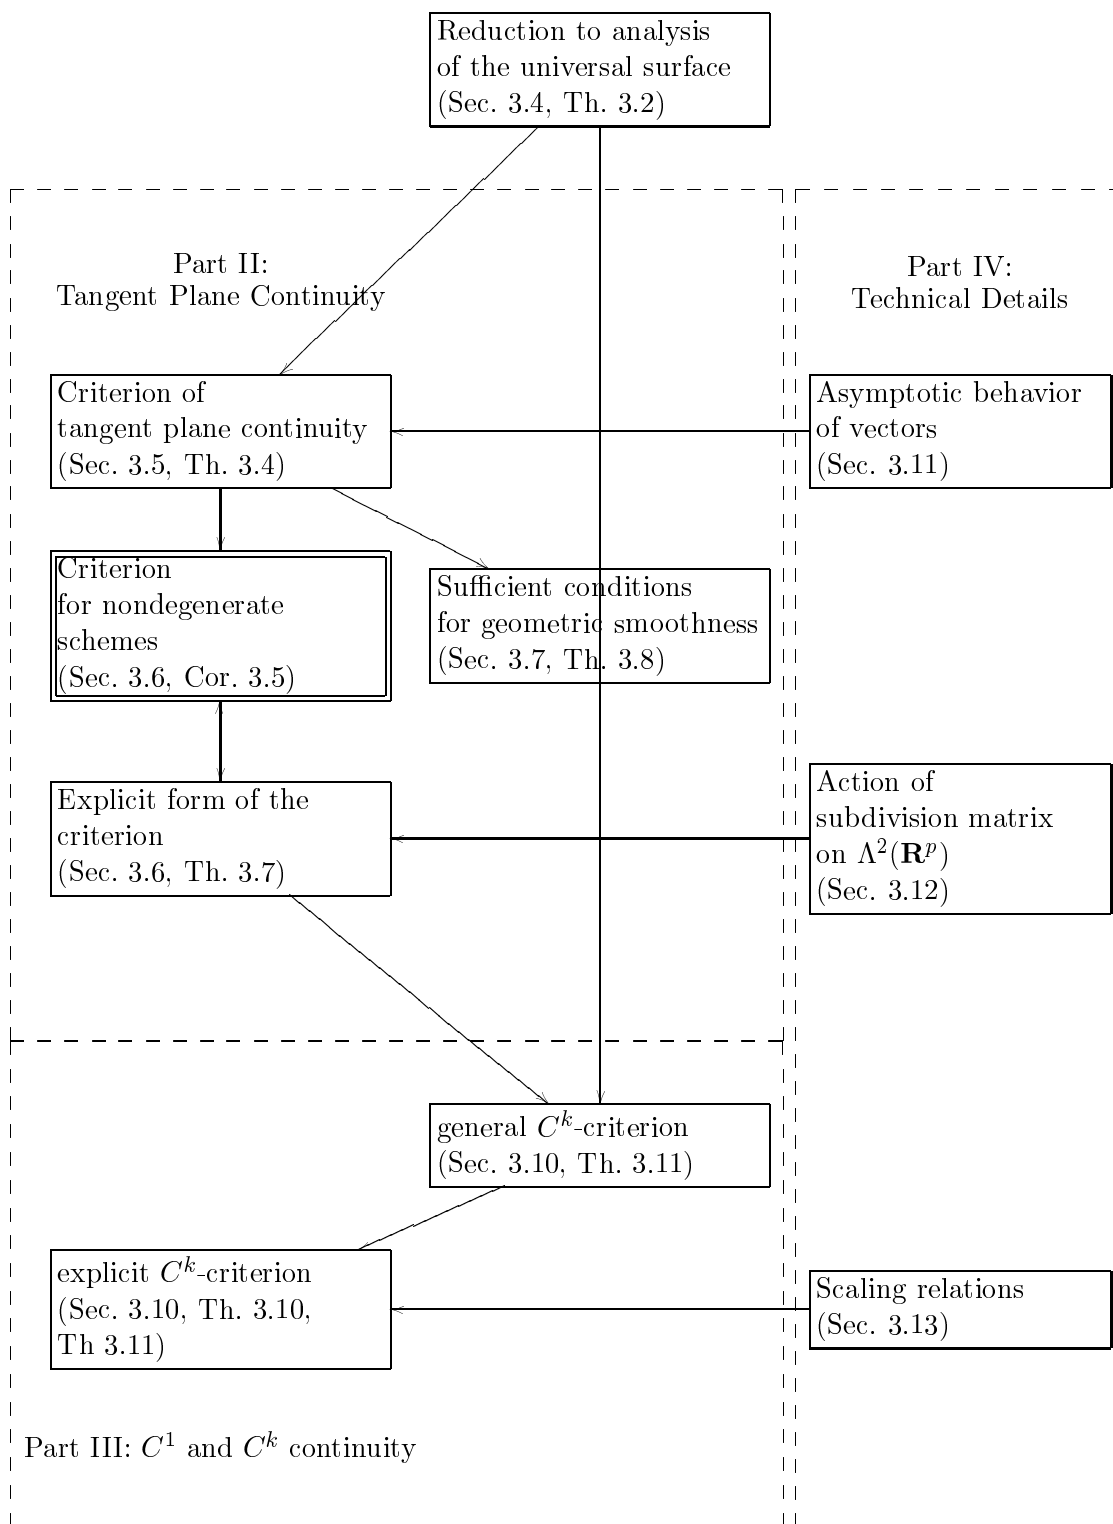 Reduction to analysis
of the universal surface
(Sec. 3.4, Th. 3.2)
Part II:
Tangent Plane Continuity
Part IV:
Technical Details
Criterion of
tangent plane continuity
(Sec. 3.5, Th. 3.4)
Asymptotic behavior
of vectors
(Sec. 3.11)
Criterion
for nondegenerate
schemes
(Sec. 3.6, Cor. 3.5)
Sufficient conditions
for geometric smoothness
(Sec. 3.7, Th. 3.8)
Explicit form of the
criterion
(Sec. 3.6, Th. 3.7)
Action of
subdivision matrix
on Λ²(𝐑ᵖ)
(Sec. 3.12)
general Cᵏ-criterion
(Sec. 3.10, Th. 3.11)
explicit Cᵏ-criterion
(Sec. 3.10, Th. 3.10,
Th 3.11)
Scaling relations
(Sec. 3.13)
Part III: C¹ and Cᵏ continuity